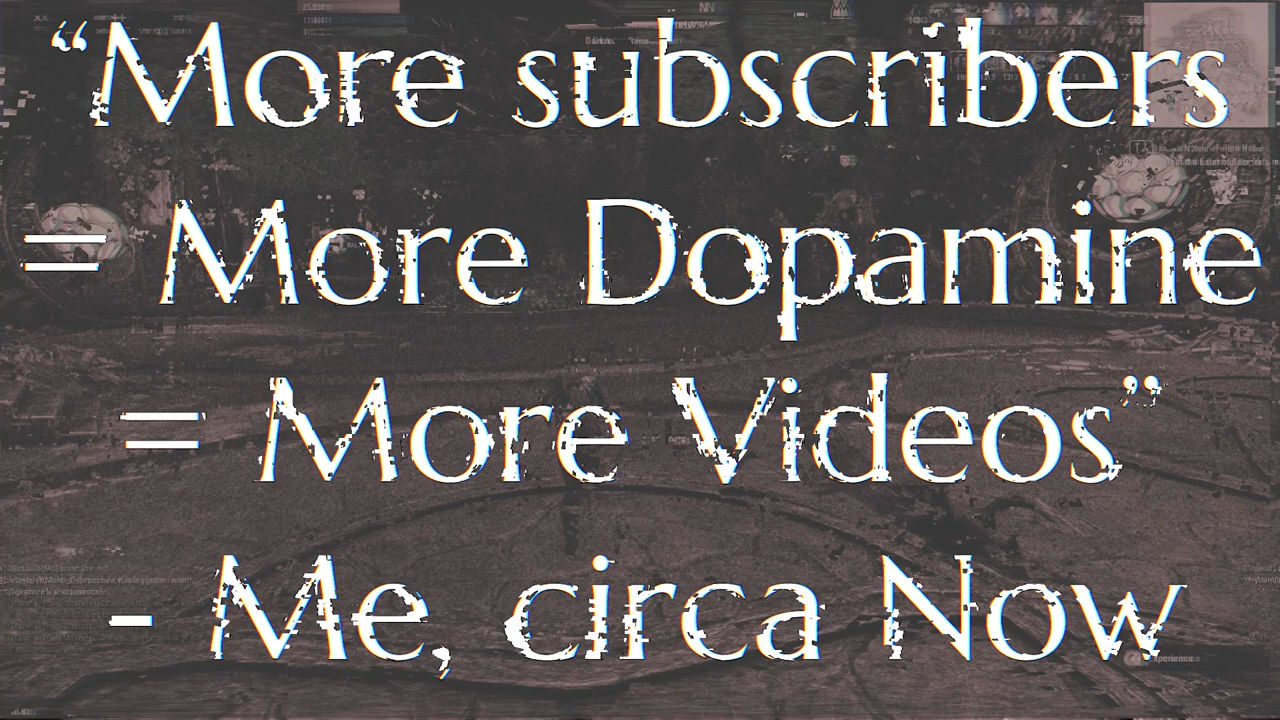 “More subscribers
= More Dopamine
= More Videos”
- Me, circa Now